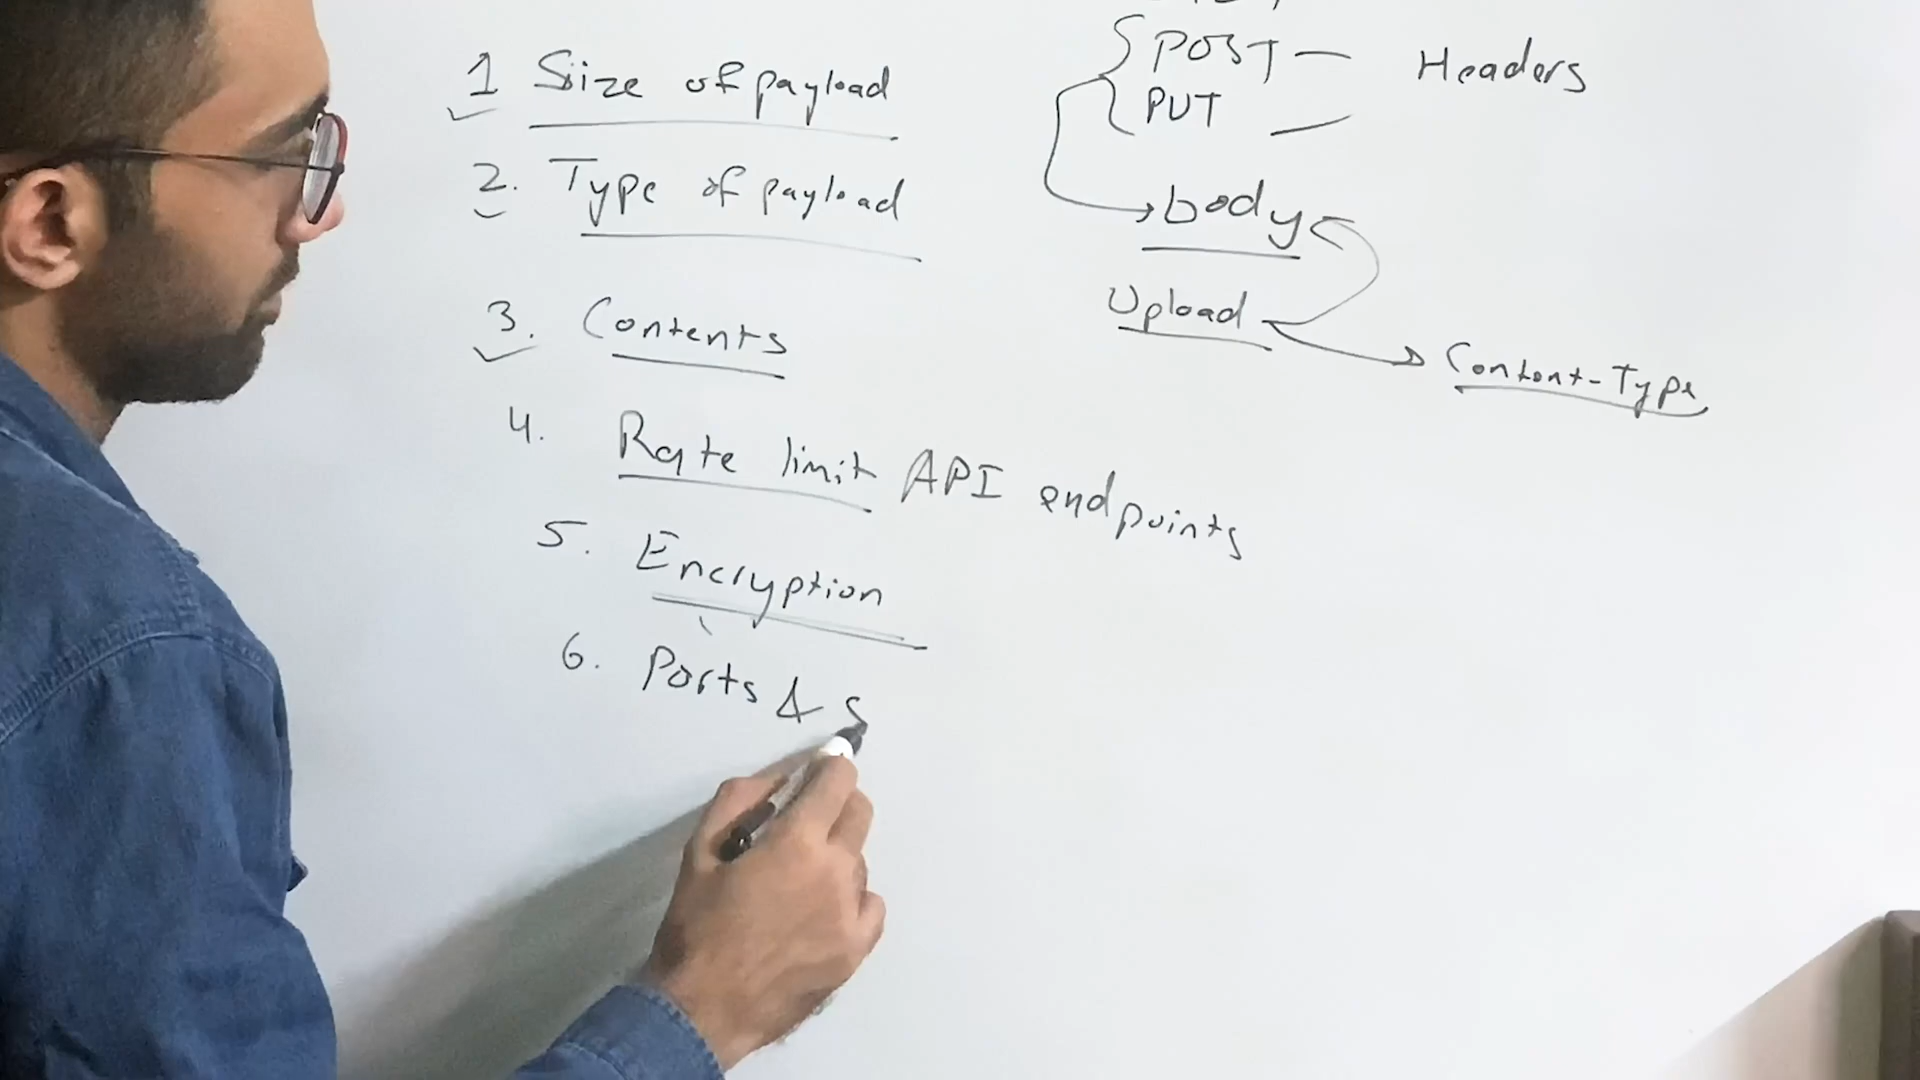 1 Size of payload
2. Type of payload
3. Contents
4. Rate limit API endpoints
5. Encryption
6. Ports & S
POST — Headers
PUT —
body
Upload
Content-Type